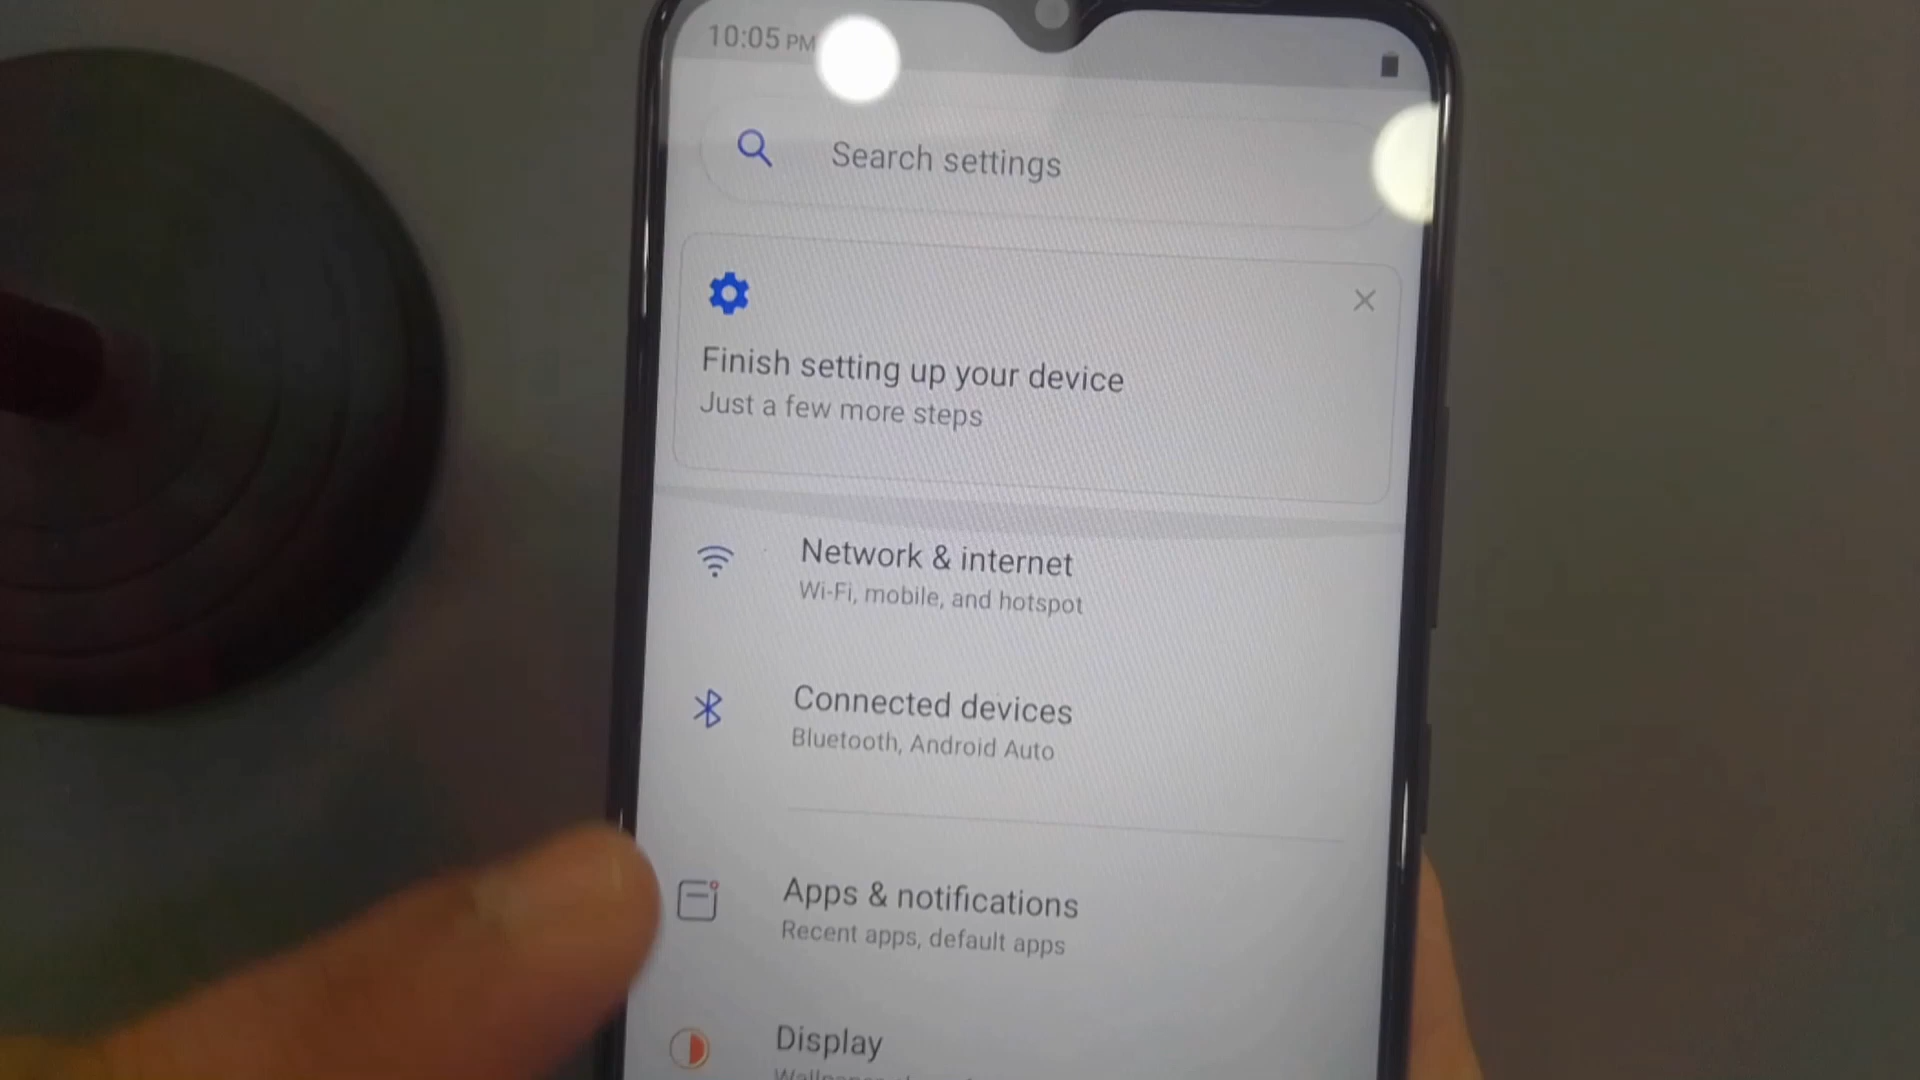 10:05 PM
Search settings
Finish setting up your device
Just a few more steps
Network & internet
Wi-Fi, mobile, and hotspot
Connected devices
Bluetooth, Android Auto
Apps & notifications
Recent apps, default apps
Display